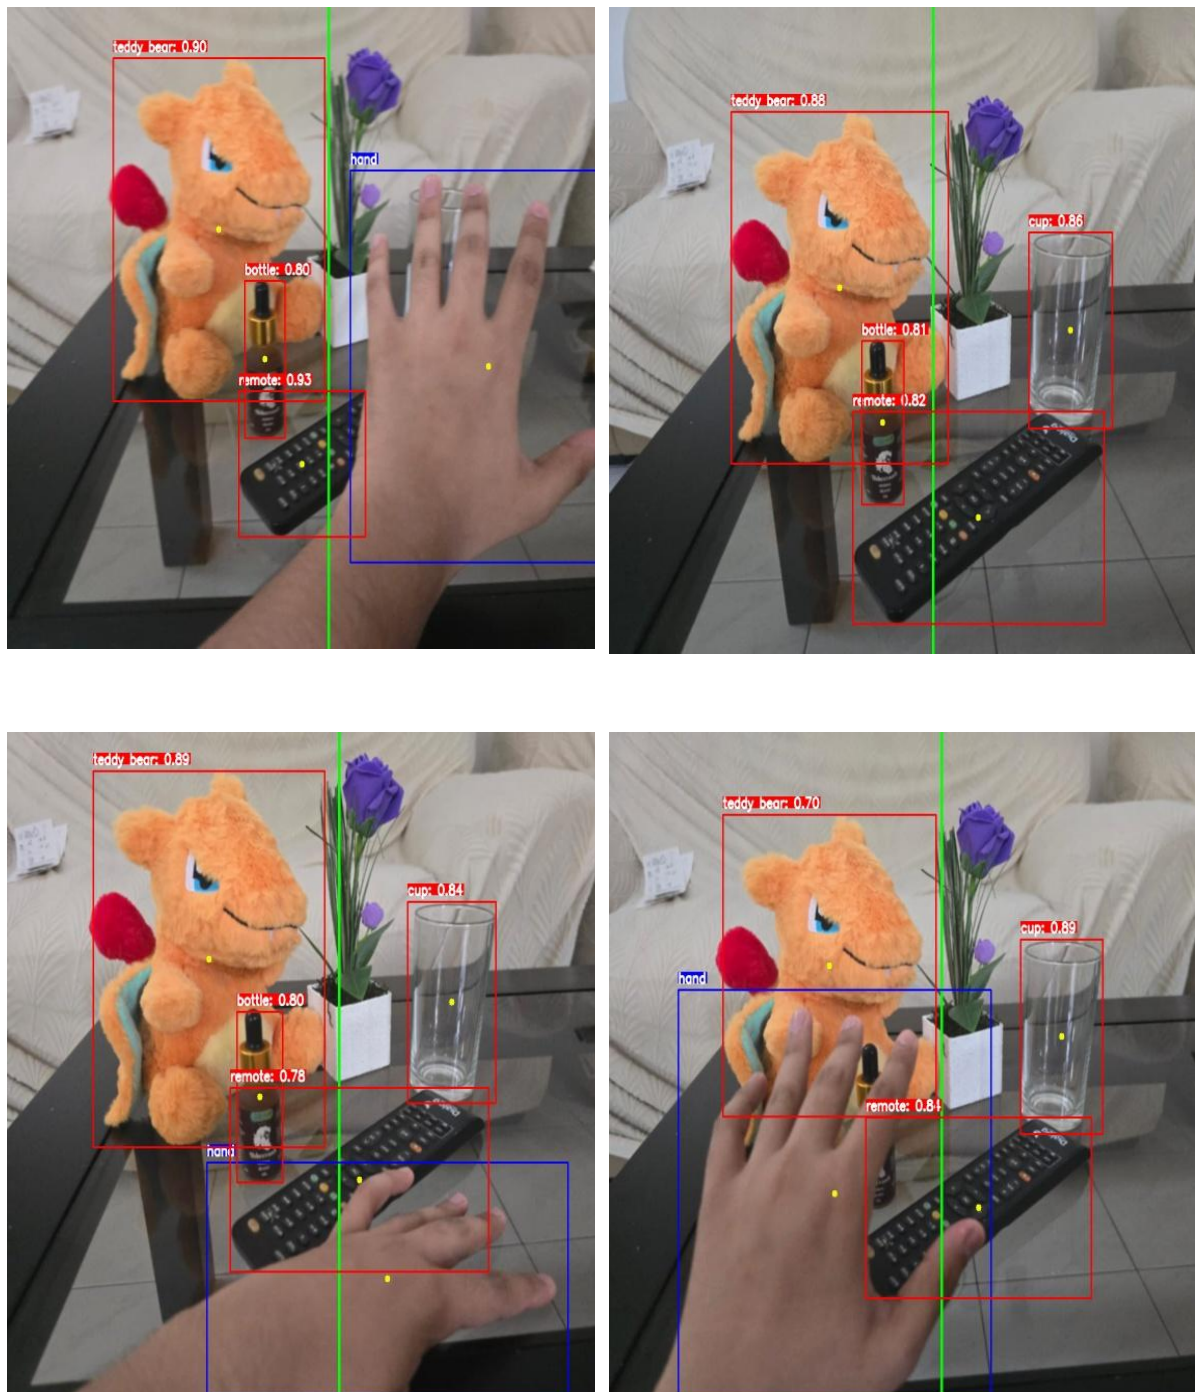 teddy bear: 0.90
hand
bottle: 0.80
remote: 0.93
teddy bear: 0.88
cup: 0.86
bottle: 0.81
remote: 0.82
teddy bear: 0.89
cup: 0.84
bottle: 0.80
remote: 0.78
hand
teddy bear: 0.70
cup: 0.89
hand
remote: 0.84